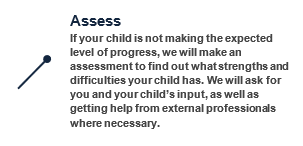 Assess
If your child is not making the expected
level of progress, we will make an
assessment to find out what strengths and
difficulties your child has. We will ask for
you and your child's input, as well as
getting help from external professionals
where necessary.